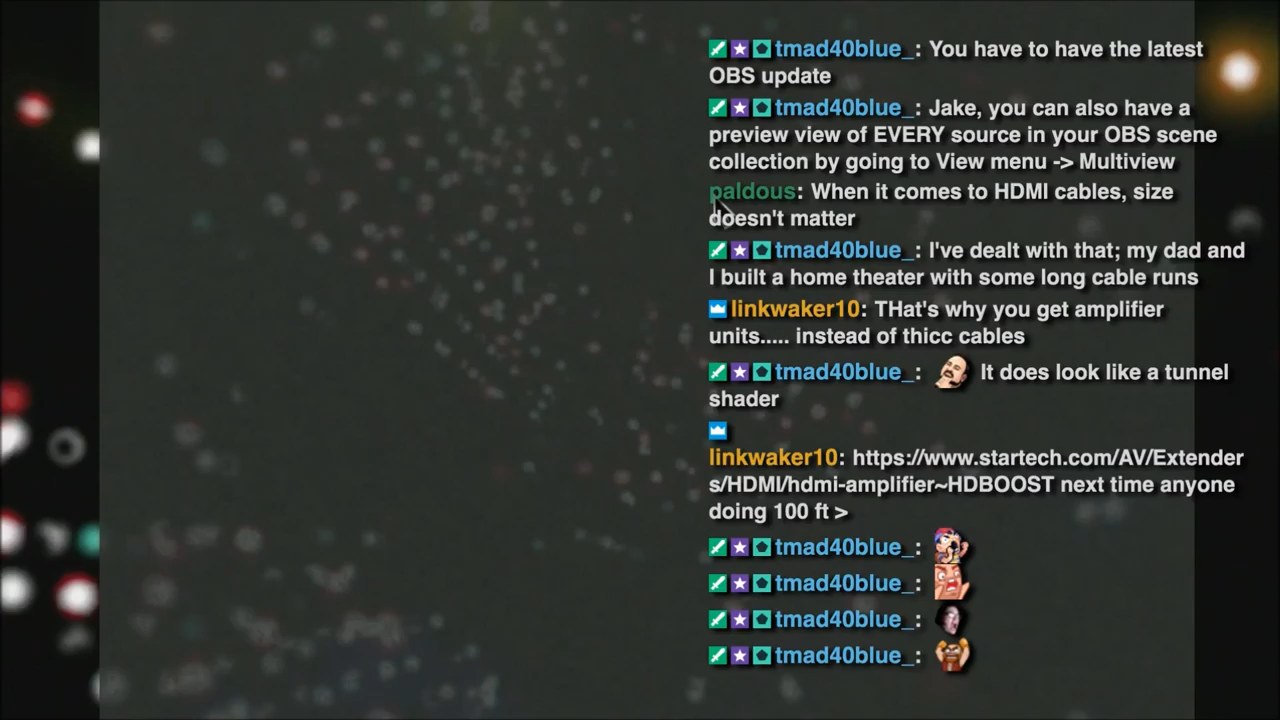 tmad40blue_: You have to have the latest
OBS update
tmad40blue_: Jake, you can also have a
preview view of EVERY source in your OBS scene
collection by going to View menu -> Multiview
paldous: When it comes to HDMI cables, size
doesn't matter
tmad40blue_: I've dealt with that; my dad and
I built a home theater with some long cable runs
linkwaker10: THat's why you get amplifier
units..... instead of thicc cables
tmad40blue_: It does look like a tunnel
shader
linkwaker10: https://www.startech.com/AV/Extender
s/HDMI/hdmi-amplifier~HDBOOST next time anyone
doing 100 ft >
tmad40blue_:
tmad40blue_:
tmad40blue_:
tmad40blue_: